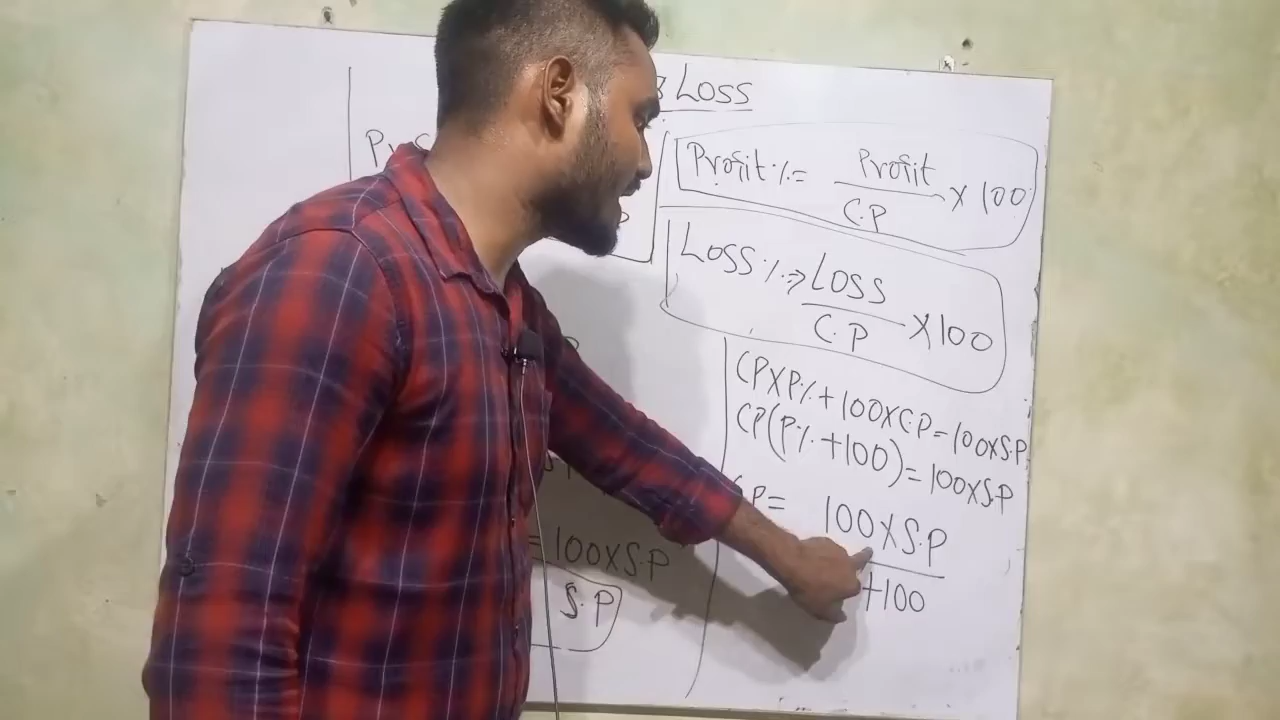 LOSS
Profit % = Profit / C.P × 100
LOSS % → LOSS / C.P × 100
CP×P% + 100×C.P = 100×S.P
CP(P% + 100) = 100×S.P
P = 100×S.P / +100
= 100×S.P
S.P